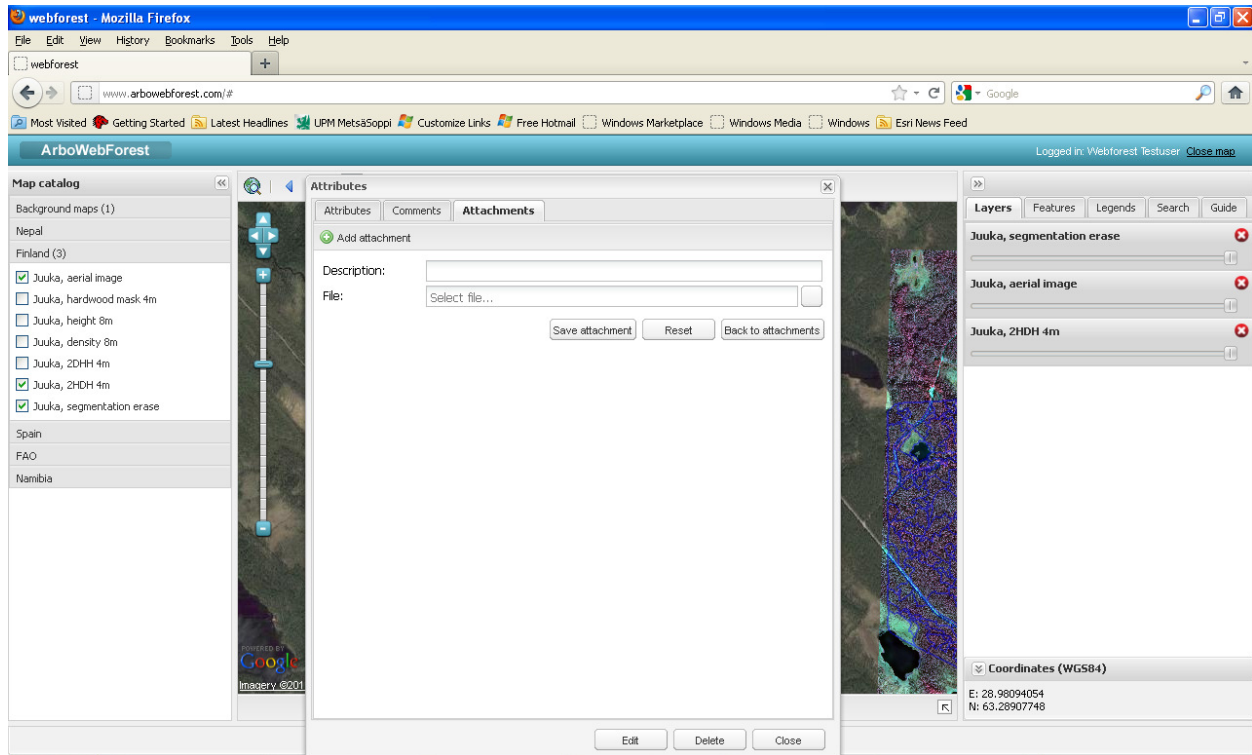 webforest - Mozilla Firefox
File Edit View History Bookmarks Tools Help
webforest
www.arbowebforest.com/#
Google
Most Visited Getting Started Latest Headlines UPM MetsäSoppi Customize Links Free Hotmail Windows Marketplace Windows Media Windows Esri News Feed
ArboWebForest
Logged in: Webforest Testuser Close map
Map catalog
Background maps (1)
Nepal
Finland (3)
Juuka, aerial image
Juuka, hardwood mask 4m
Juuka, height 8m
Juuka, density 8m
Juuka, 2DHH 4m
Juuka, 2HDH 4m
Juuka, segmentation erase
Spain
FAO
Namibia
POWERED BY
Google
Imagery ©201
Attributes
Attributes Comments Attachments
Add attachment
Description:
File: Select file...
Save attachment Reset Back to attachments
Edit Delete Close
Layers Features Legends Search Guide
Juuka, segmentation erase
Juuka, aerial image
Juuka, 2HDH 4m
Coordinates (WGS84)
E: 28.98094054
N: 63.28907748